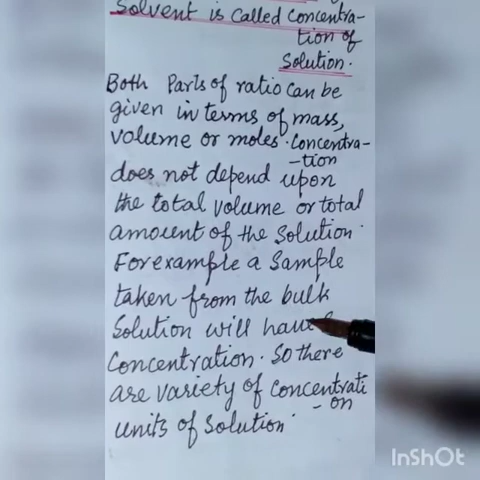 Solvent is called Concentra-
tion of
Solution.
Both Parts of ratio can be
given in terms of mass,
volume or moles. Concentra-
-tion
does not depend upon
the total volume or total
amount of the solution.
For example a Sample
taken from the bulk
Solution will have
Concentration. So there
are variety of Concentrati
-on
units of Solution.
InShOt